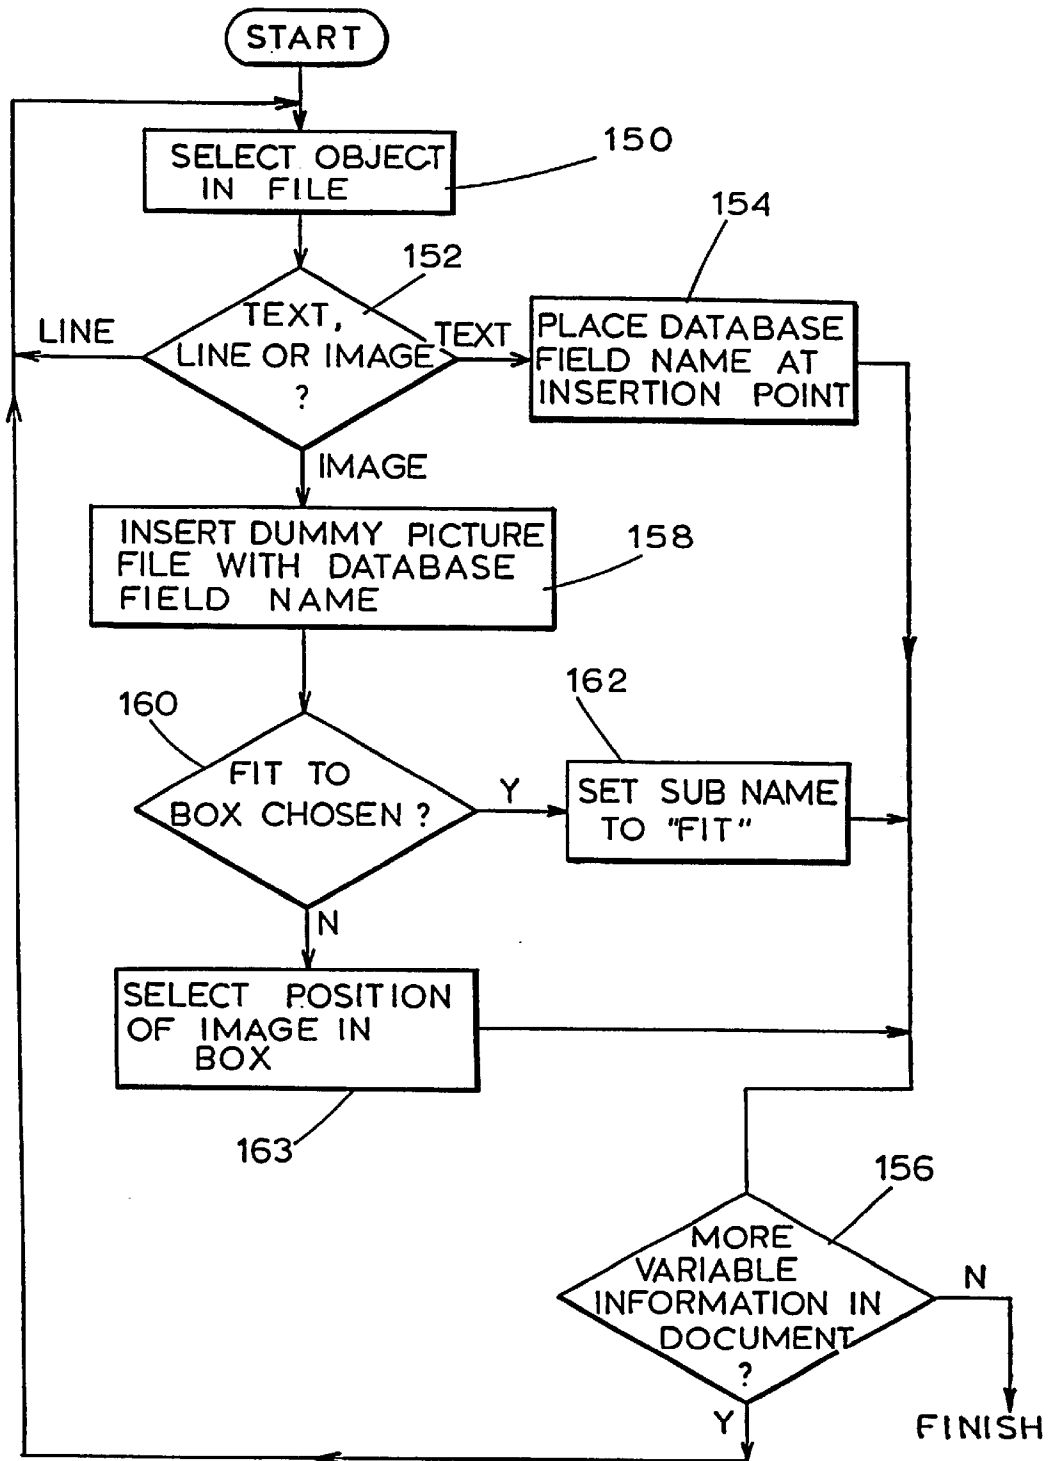 START
SELECT OBJECT
IN FILE
150
154
152
TEXT,
LINE OR IMAGE
?
LINE
TEXT
PLACE DATABASE
FIELD NAME AT
INSERTION POINT
IMAGE
INSERT DUMMY PICTURE
FILE WITH DATABASE
FIELD NAME
158
160
FIT TO
BOX CHOSEN ?
Y
162
SET SUB NAME
TO "FIT"
N
SELECT POSITION
OF IMAGE IN
BOX
163
156
MORE
VARIABLE
INFORMATION IN
DOCUMENT
?
N
Y
FINISH